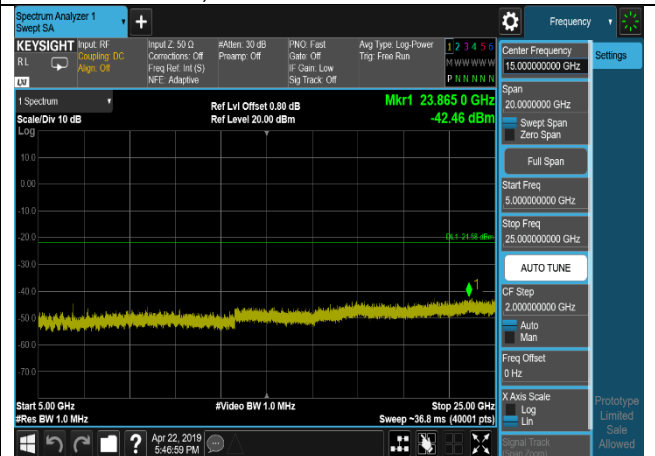 Spectrum Analyzer 1
Swept SA
+
Frequency
KEYSIGHT
RL
LXI
Input: RF
Coupling: DC
Align: Off
Input Z: 50 Ω
Corrections: Off
Freq Ref: Int (S)
NFE: Adaptive
#Atten: 30 dB
Preamp: Off
PNO: Fast
Gate: Off
IF Gain: Low
Sig Track: Off
Avg Type: Log-Power
Trig: Free Run
1 2 3 4 5 6
M W W W W W
P N N N N N
1 Spectrum
Scale/Div 10 dB
Ref Lvl Offset 0.80 dB
Ref Level 20.00 dBm
Mkr1 23.865 0 GHz
-42.46 dBm
Log
10.0
0.00
-10.0
-20.0
-30.0
-40.0
-50.0
-60.0
-70.0
DL1 -21.58 dBm
1
Start 5.00 GHz
#Res BW 1.0 MHz
#Video BW 1.0 MHz
Stop 25.00 GHz
Sweep ~36.8 ms (40001 pts)
Center Frequency
15.000000000 GHz
Settings
Span
20.0000000 GHz
Swept Span
Zero Span
Full Span
Start Freq
5.000000000 GHz
Stop Freq
25.000000000 GHz
AUTO TUNE
CF Step
2.000000000 GHz
Auto
Man
Freq Offset
0 Hz
X Axis Scale
Log
Lin
Signal Track
(Span Zoom)
Prototype
Limited
Sale
Allowed
?
Apr 22, 2019
5:46:59 PM